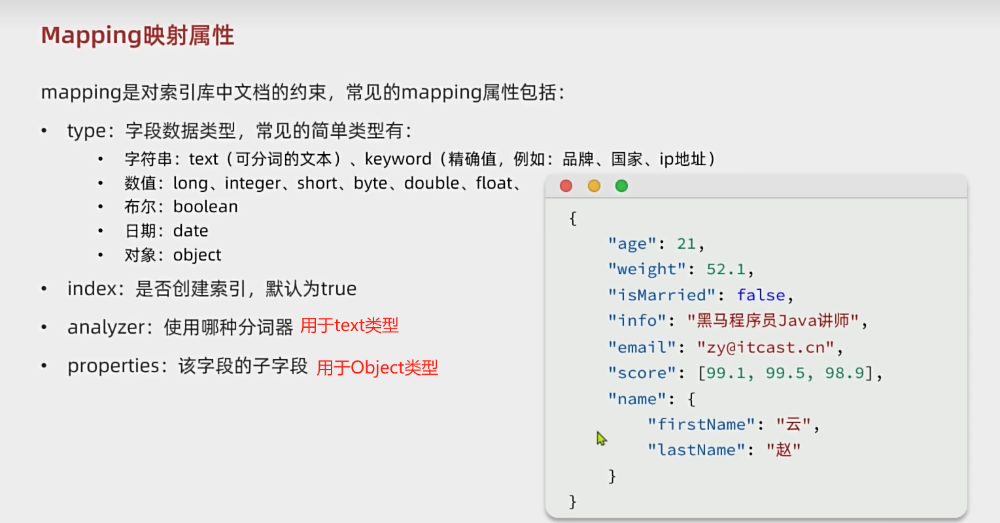 Mapping映射属性
mapping是对索引库中文档的约束，常见的mapping属性包括：
• type：字段数据类型，常见的简单类型有：
• 字符串：text（可分词的文本）、keyword（精确值，例如：品牌、国家、ip地址）
• 数值：long、integer、short、byte、double、float、
• 布尔：boolean
• 日期：date
• 对象：object
• index：是否创建索引，默认为true
• analyzer：使用哪种分词器 用于text类型
• properties：该字段的子字段 用于Object类型
{
"age": 21,
"weight": 52.1,
"isMarried": false,
"info": "黑马程序员Java讲师",
"email": "zy@itcast.cn",
"score": [99.1, 99.5, 98.9],
"name": {
"firstName": "云",
"lastName": "赵"
}
}